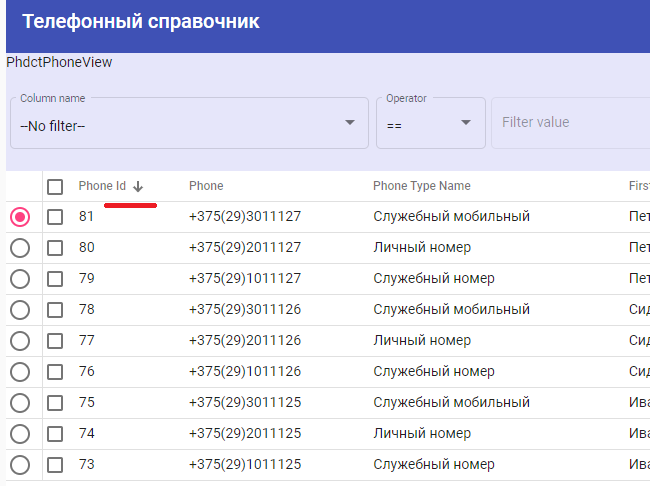 Телефонный справочник
PhdctPhoneView
Column name
--No filter--
Operator
==
Filter value
Phone Id Phone Phone Type Name First
81 +375(29)3011127 Служебный мобильный Пет
80 +375(29)2011127 Личный номер Пет
79 +375(29)1011127 Служебный номер Пет
78 +375(29)3011126 Служебный мобильный Сид
77 +375(29)2011126 Личный номер Сид
76 +375(29)1011126 Служебный номер Сид
75 +375(29)3011125 Служебный мобильный Ива
74 +375(29)2011125 Личный номер Ива
73 +375(29)1011125 Служебный номер Ива